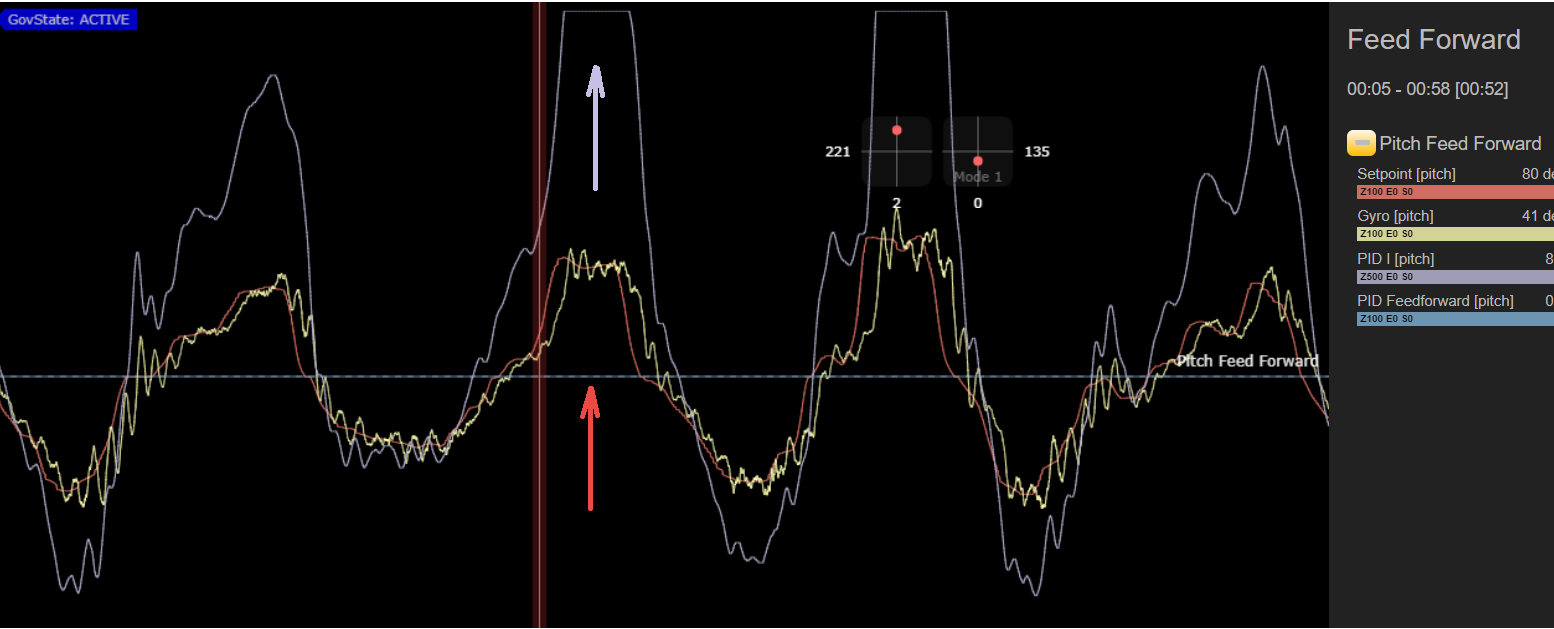 GovState: ACTIVE
221
135
Mode 1
2
0
Pitch Feed Forward
Feed Forward
00:05 - 00:58 [00:52]
Pitch Feed Forward
Setpoint [pitch] 80 de
Z100 E0 S0
Gyro [pitch] 41 de
Z100 E0 S0
PID I [pitch] 8
Z500 E0 S0
PID Feedforward [pitch] 0
Z100 E0 S0